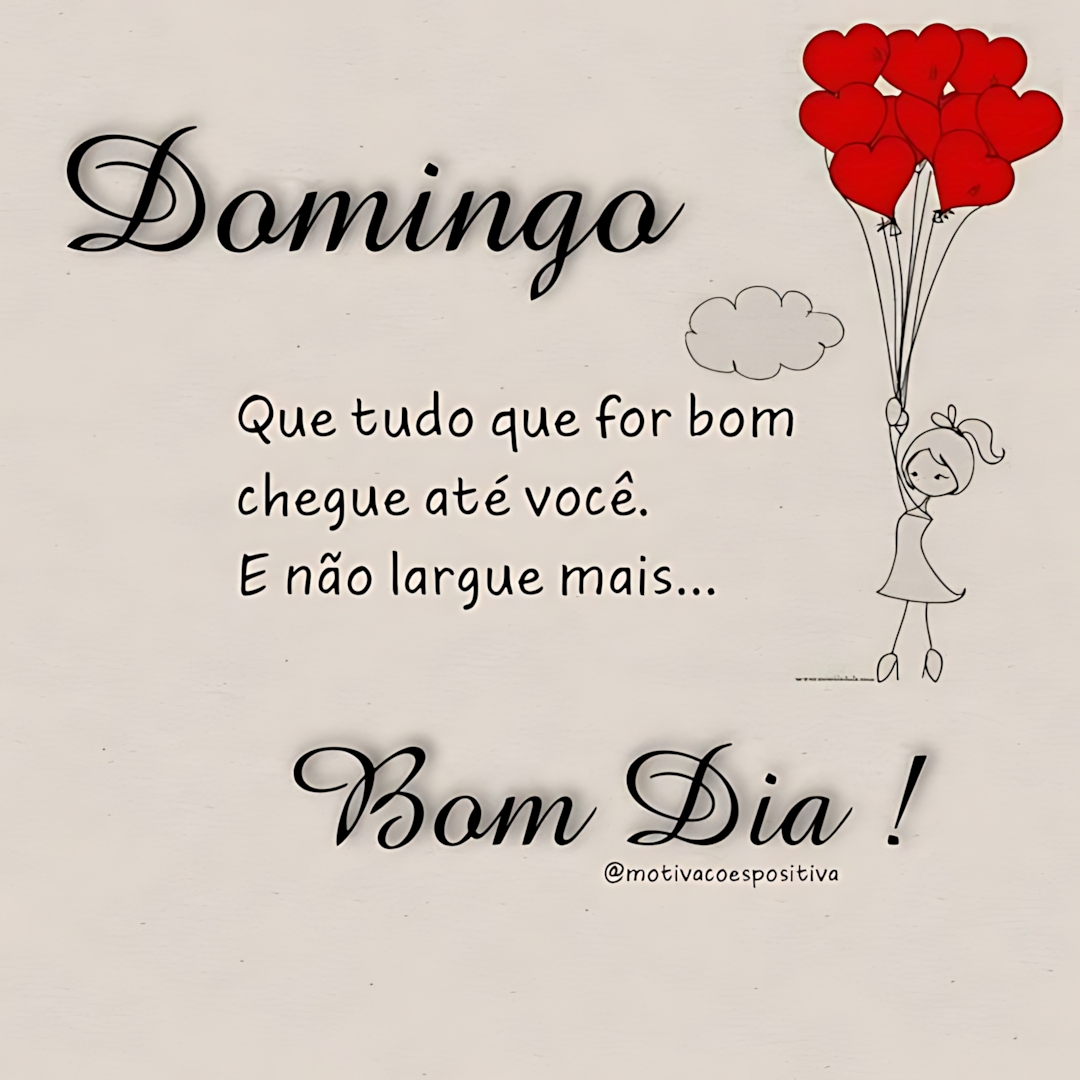 Domingo
Que tudo que for bom
chegue até você.
E não largue mais...
Bom Dia !
@motivacoespositiva